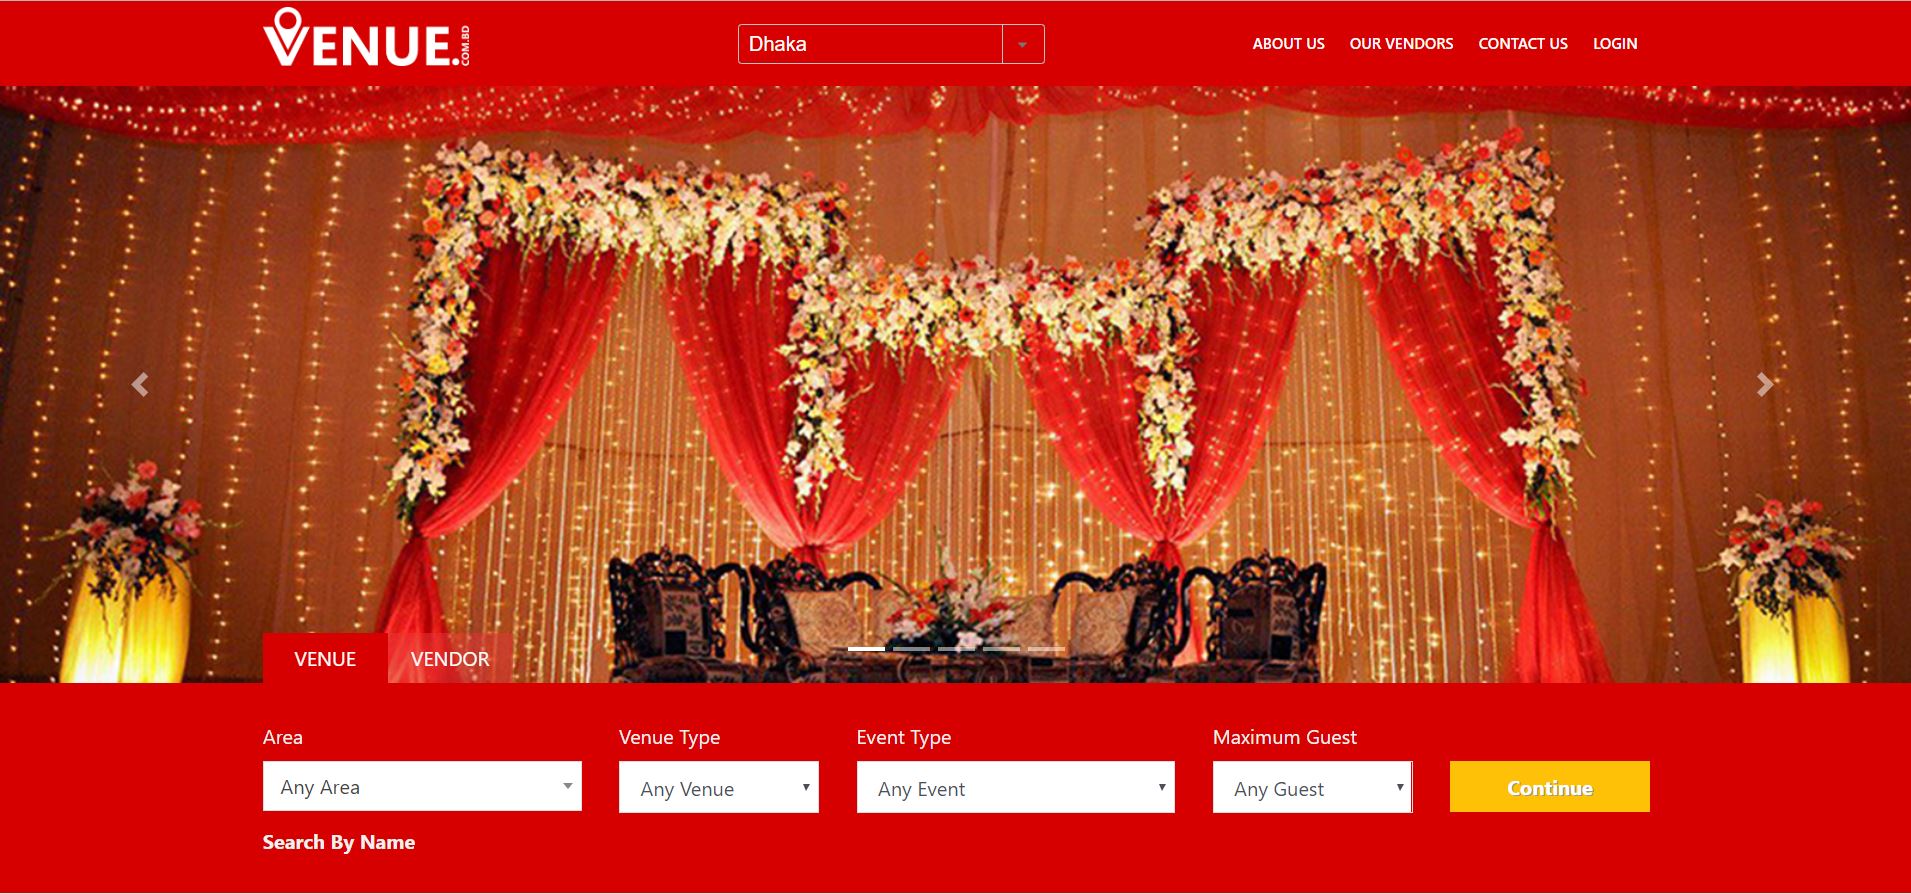 VENUE.COM.BD
Dhaka
ABOUT US
OUR VENDORS
CONTACT US
LOGIN
VENUE
VENDOR
Area
Venue Type
Event Type
Maximum Guest
Any Area
Any Venue
Any Event
Any Guest
Continue
Search By Name